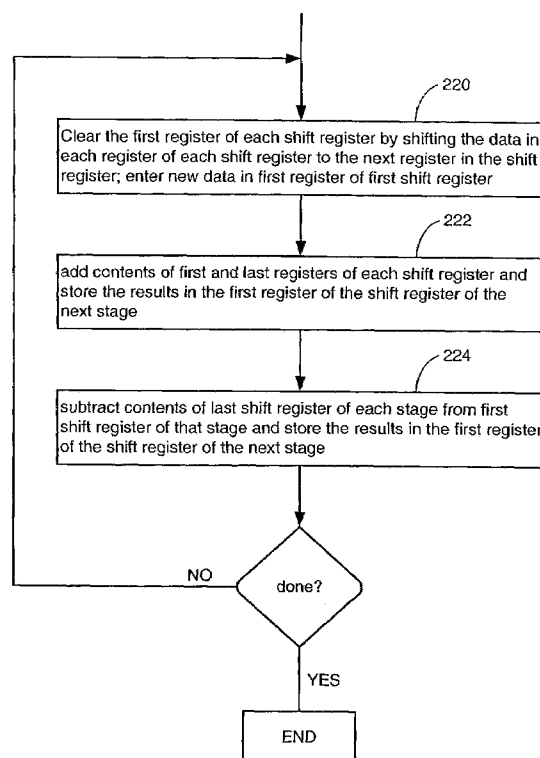 220
Clear the first register of each shift register by shifting the data in
each register of each shift register to the next register in the shift
register; enter new data in first register of first shift register
222
add contents of first and last registers of each shift register and
store the results in the first register of the shift register of the
next stage
224
subtract contents of last shift register of each stage from first
shift register of that stage and store the results in the first register
of the shift register of the next stage
done?
NO
YES
END